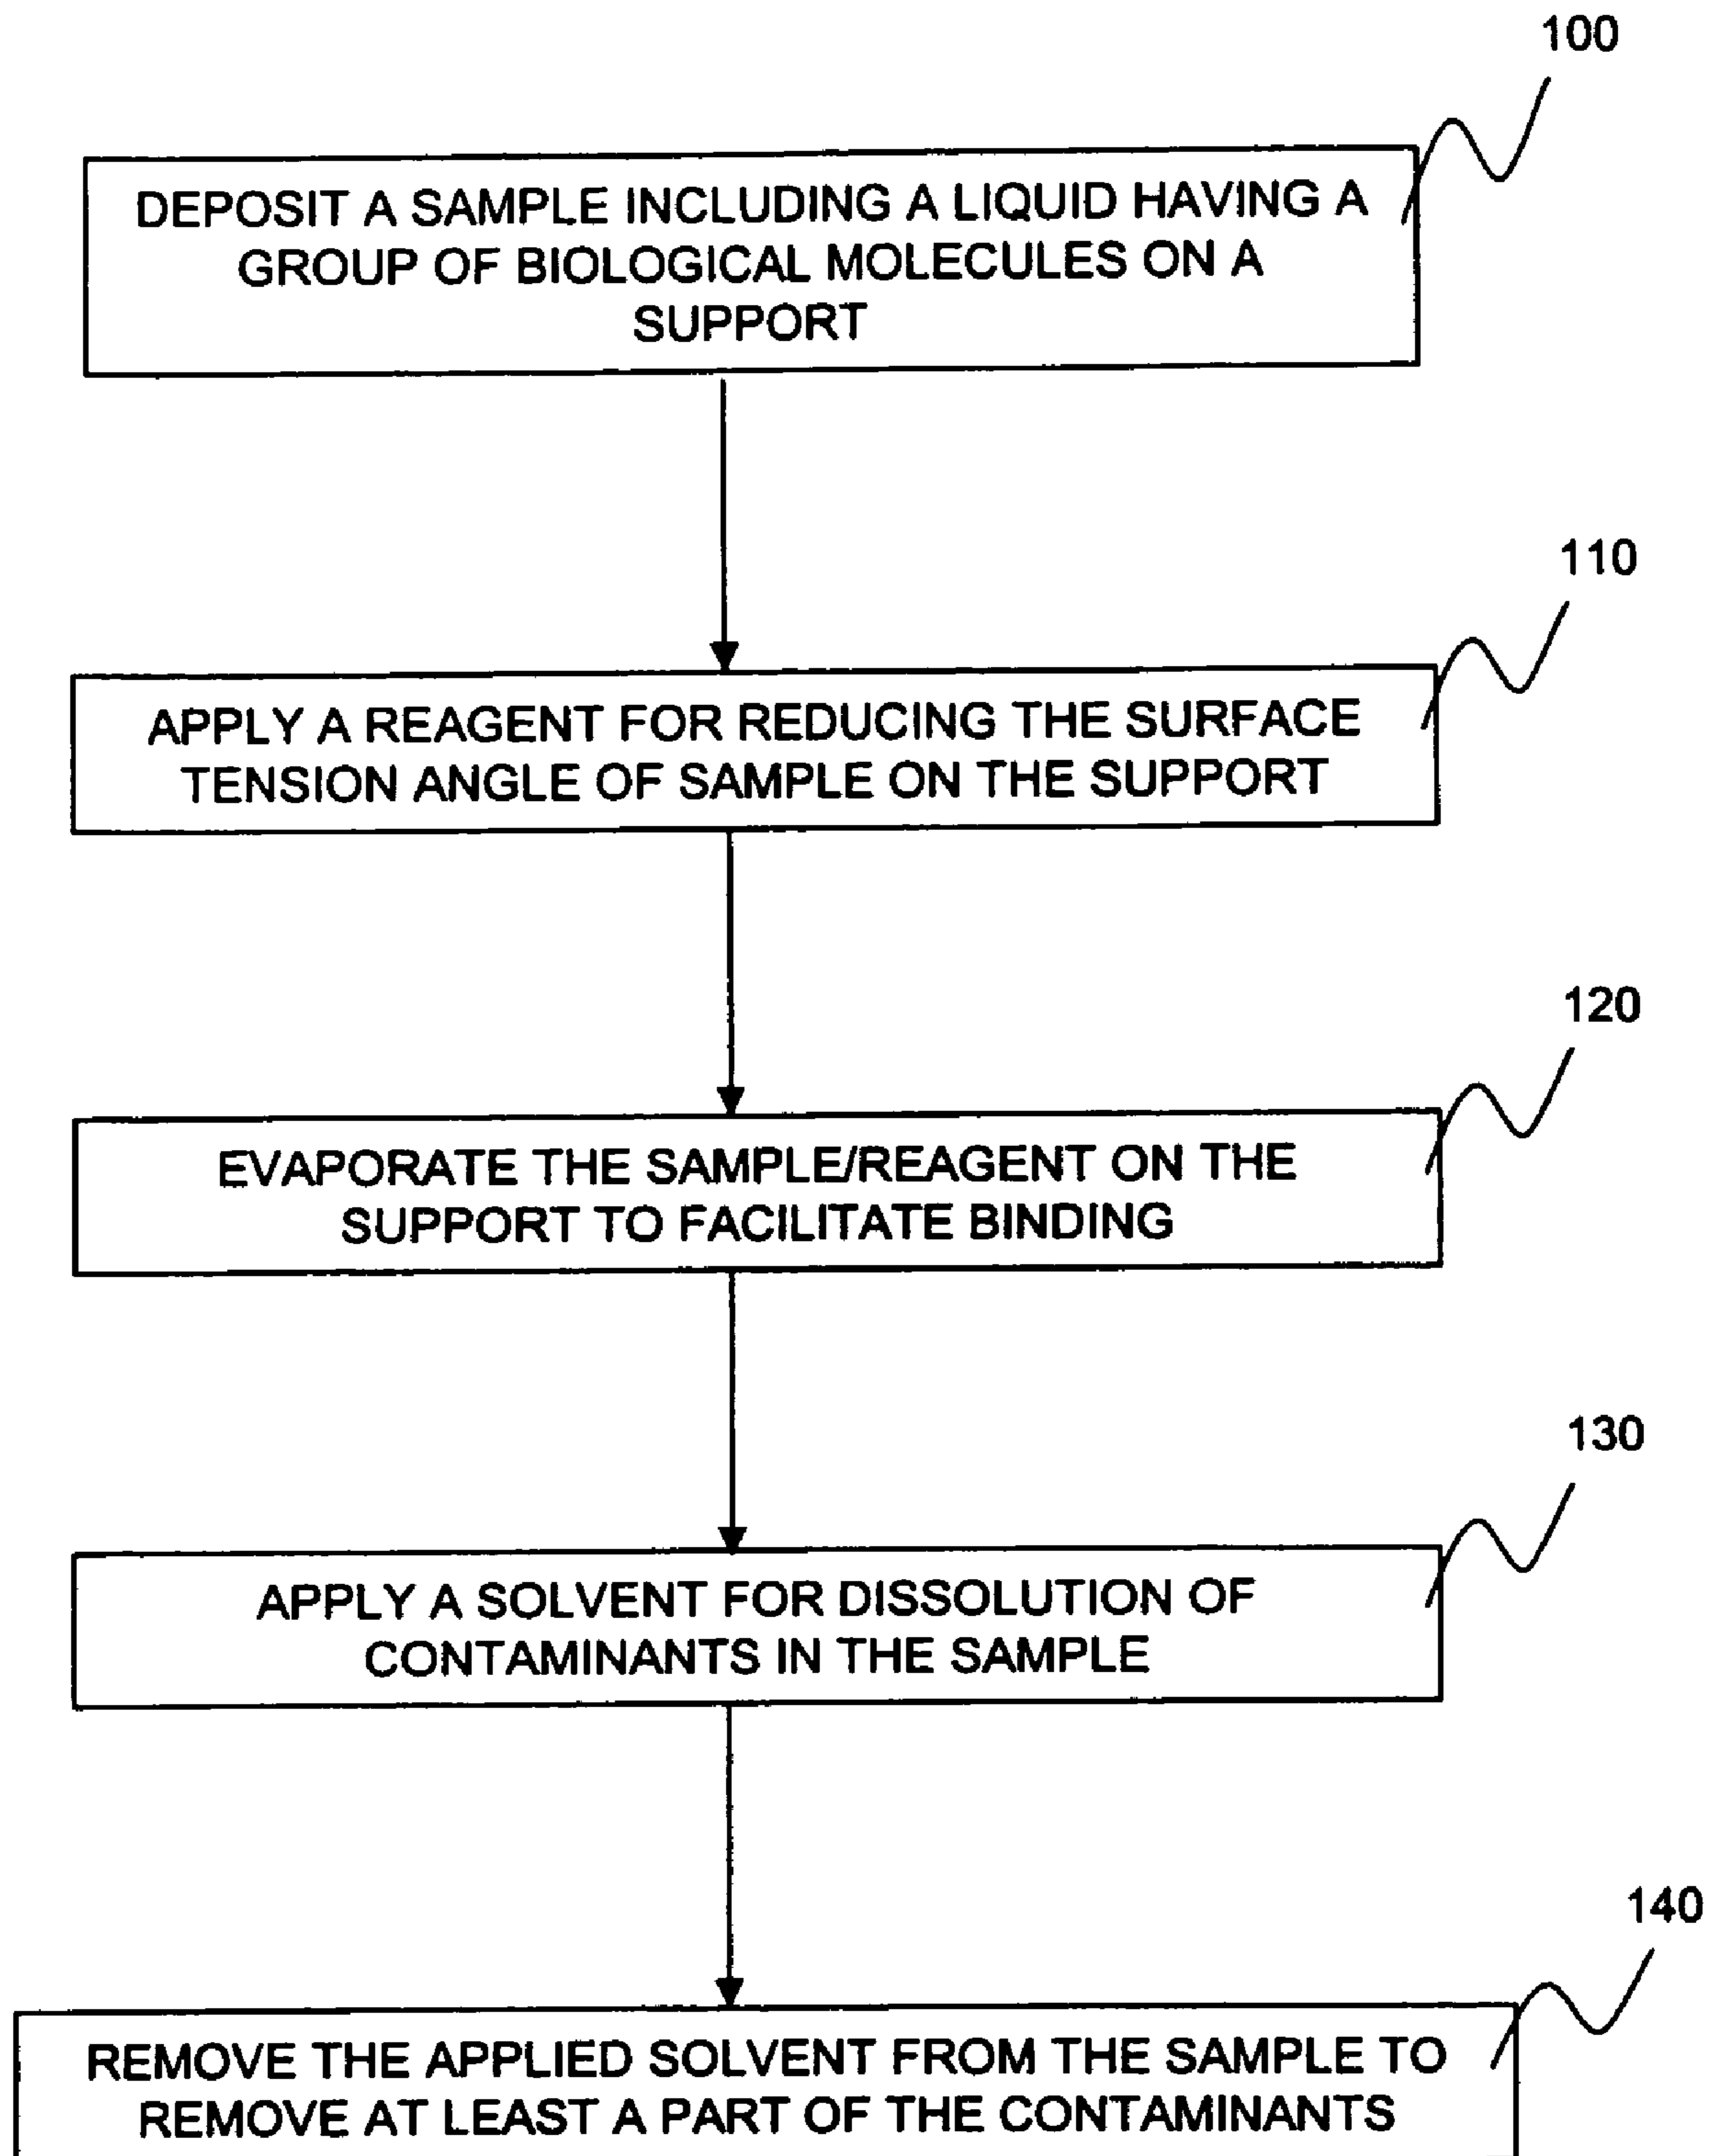 100
DEPOSIT A SAMPLE INCLUDING A LIQUID HAVING A
GROUP OF BIOLOGICAL MOLECULES ON A
SUPPORT
110
APPLY A REAGENT FOR REDUCING THE SURFACE
TENSION ANGLE OF SAMPLE ON THE SUPPORT
120
EVAPORATE THE SAMPLE/REAGENT ON THE
SUPPORT TO FACILITATE BINDING
130
APPLY A SOLVENT FOR DISSOLUTION OF
CONTAMINANTS IN THE SAMPLE
140
REMOVE THE APPLIED SOLVENT FROM THE SAMPLE TO
REMOVE AT LEAST A PART OF THE CONTAMINANTS